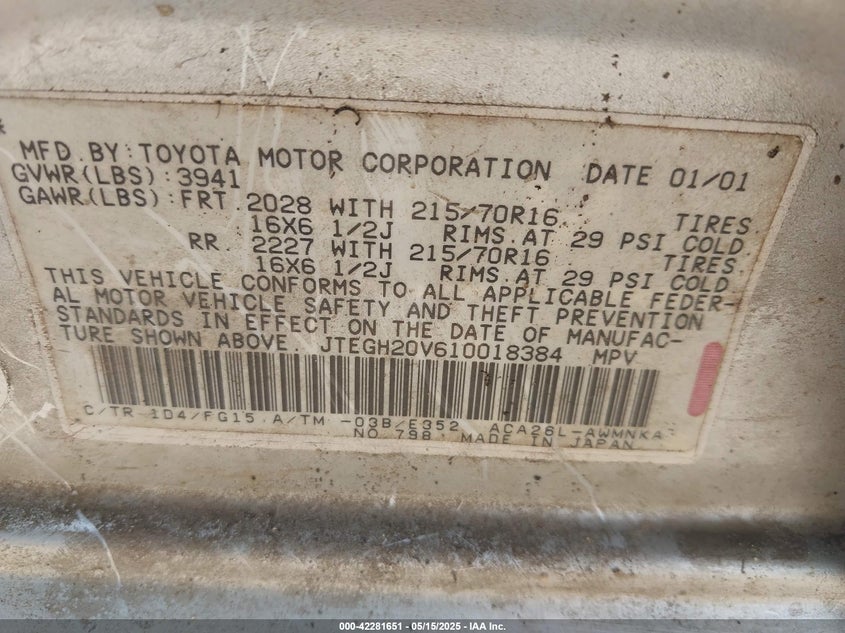 MFD. BY: TOYOTA MOTOR CORPORATION DATE 01/01
GVWR(LBS): 3941
GAWR(LBS): FRT. 2028 WITH 215/70R16 TIRES
16X6 1/2J RIMS. AT 29 PSI COLD
RR. 2227 WITH 215/70R16 TIRES
16X6 1/2J RIMS. AT 29 PSI COLD
THIS VEHICLE CONFORMS TO ALL APPLICABLE FEDER-
AL MOTOR VEHICLE SAFETY AND THEFT PREVENTION
STANDARDS IN EFFECT ON THE DATE OF MANUFAC-
TURE SHOWN ABOVE. JTEGH20V610018384 MPV
C/TR 1D4/FG15 A/TM -03B/E352 ACA26L-AWMNKA
NO. 798 MADE IN JAPAN
000-42281651 - 05/15/2025 - IAA Inc.